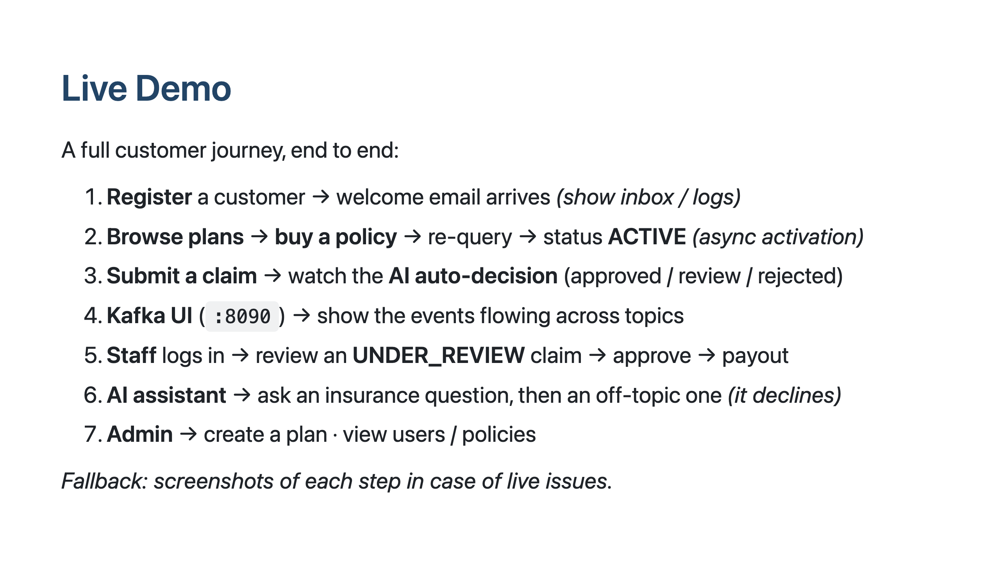 Live Demo
A full customer journey, end to end:
1. Register a customer → welcome email arrives (show inbox / logs)
2. Browse plans → buy a policy → re-query → status ACTIVE (async activation)
3. Submit a claim → watch the AI auto-decision (approved / review / rejected)
4. Kafka UI ( :8090 ) → show the events flowing across topics
5. Staff logs in → review an UNDER_REVIEW claim → approve → payout
6. AI assistant → ask an insurance question, then an off-topic one (it declines)
7. Admin → create a plan · view users / policies
Fallback: screenshots of each step in case of live issues.